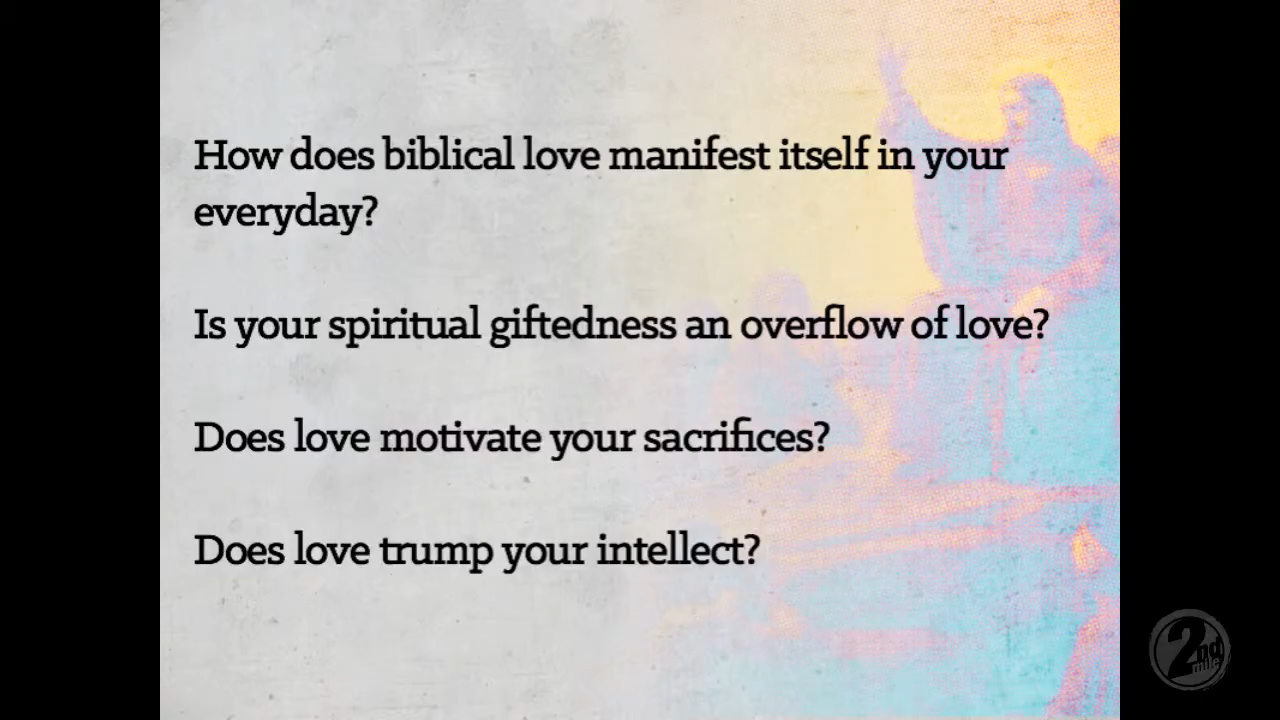 How does biblical love manifest itself in your
everyday?
Is your spiritual giftedness an overflow of love?
Does love motivate your sacrifices?
Does love trump your intellect?
2nd
mile